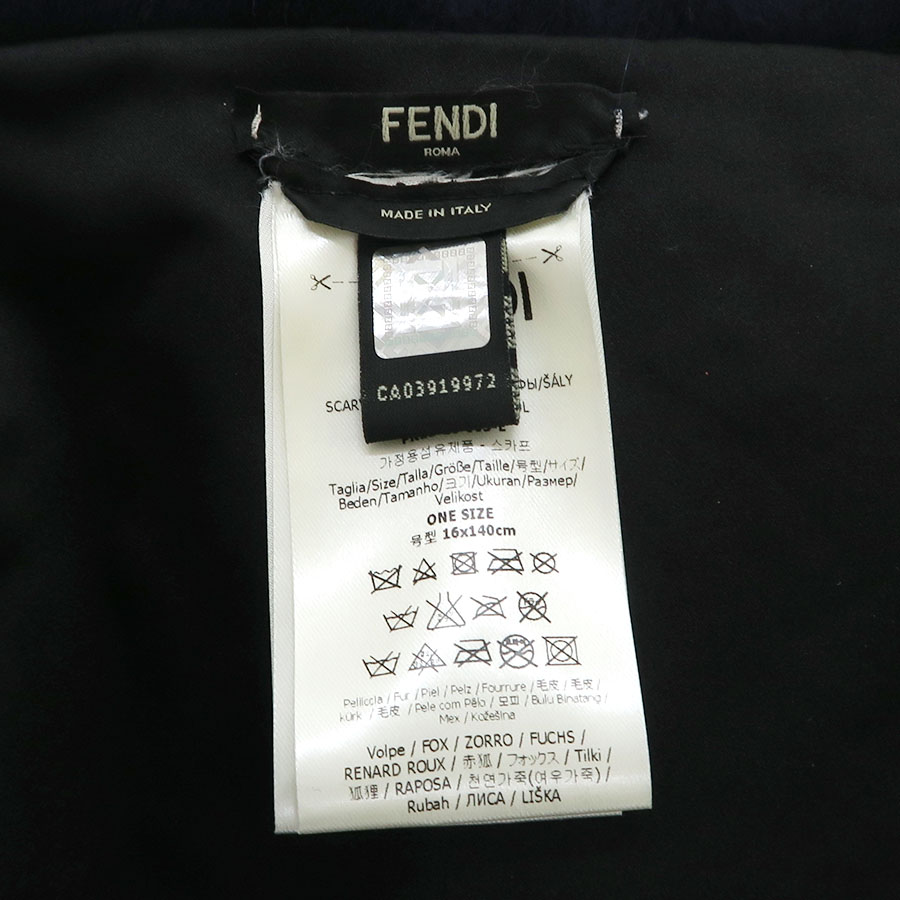 FENDI
ROMA
MADE IN ITALY
CA03919972
ФЫ/ŠÁLY
가정용섬유제품 - 스카프
Taglia/Size/Talla/Größe/Taille/号型/サイズ/
Beden/Tamanho/크기/Ukuran/Размер/
Velikost
ONE SIZE
号型 16x140cm
Pelliccia / Fur / Piel / Pelz / Fourrure / 毛皮 / 毛皮 /
kürk / 毛皮 / Pele com Pêlo / 모피 / Bulu Binatang /
Mex / Kožešina
Volpe / FOX / ZORRO / FUCHS /
RENARD ROUX / 赤狐 / フォックス / Tilki /
狐狸 / RAPOSA / 천연가죽(여우가죽) /
Rubah / ЛИСА / LIŠKA